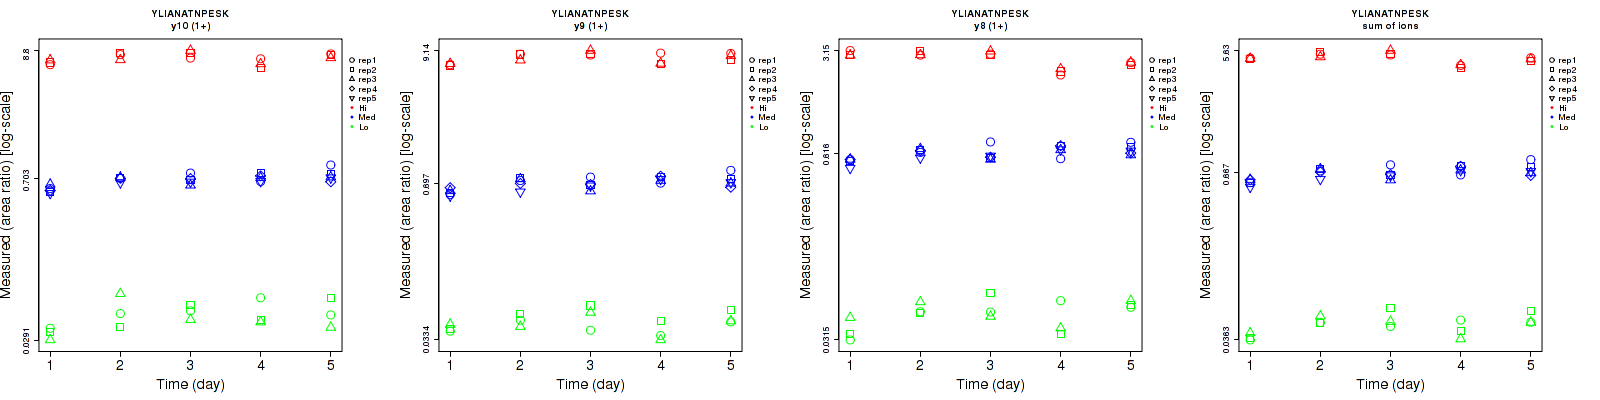 YLIANATNPESK
y10 (1+)
Measured (area ratio) [log-scale]
8.8
0.703
0.0291
1 2 3 4 5
Time (day)
rep1
rep2
rep3
rep4
rep5
Hi
Med
Lo
YLIANATNPESK
y9 (1+)
Measured (area ratio) [log-scale]
9.14
0.697
0.0334
1 2 3 4 5
Time (day)
rep1
rep2
rep3
rep4
rep5
Hi
Med
Lo
YLIANATNPESK
y8 (1+)
Measured (area ratio) [log-scale]
3.15
0.616
0.0315
1 2 3 4 5
Time (day)
rep1
rep2
rep3
rep4
rep5
Hi
Med
Lo
YLIANATNPESK
sum of ions
Measured (area ratio) [log-scale]
5.63
0.667
0.0363
1 2 3 4 5
Time (day)
rep1
rep2
rep3
rep4
rep5
Hi
Med
Lo